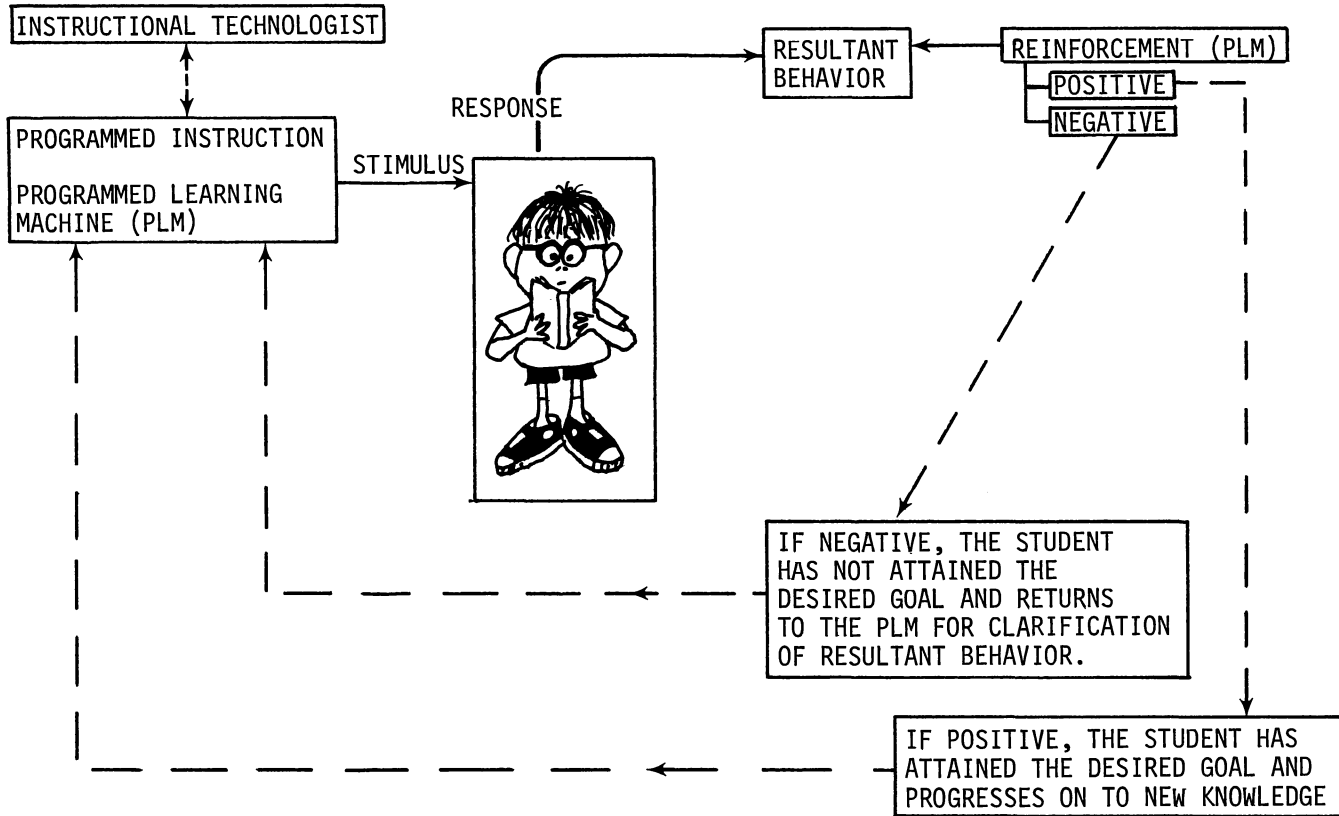 INSTRUCTIONAL TECHNOLOGIST
PROGRAMMED INSTRUCTION
PROGRAMMED LEARNING
MACHINE (PLM)
STIMULUS
RESPONSE
RESULTANT
BEHAVIOR
REINFORCEMENT (PLM)
POSITIVE
NEGATIVE
IF NEGATIVE, THE STUDENT
HAS NOT ATTAINED THE
DESIRED GOAL AND RETURNS
TO THE PLM FOR CLARIFICATION
OF RESULTANT BEHAVIOR.
IF POSITIVE, THE STUDENT HAS
ATTAINED THE DESIRED GOAL AND
PROGRESSES ON TO NEW KNOWLEDGE